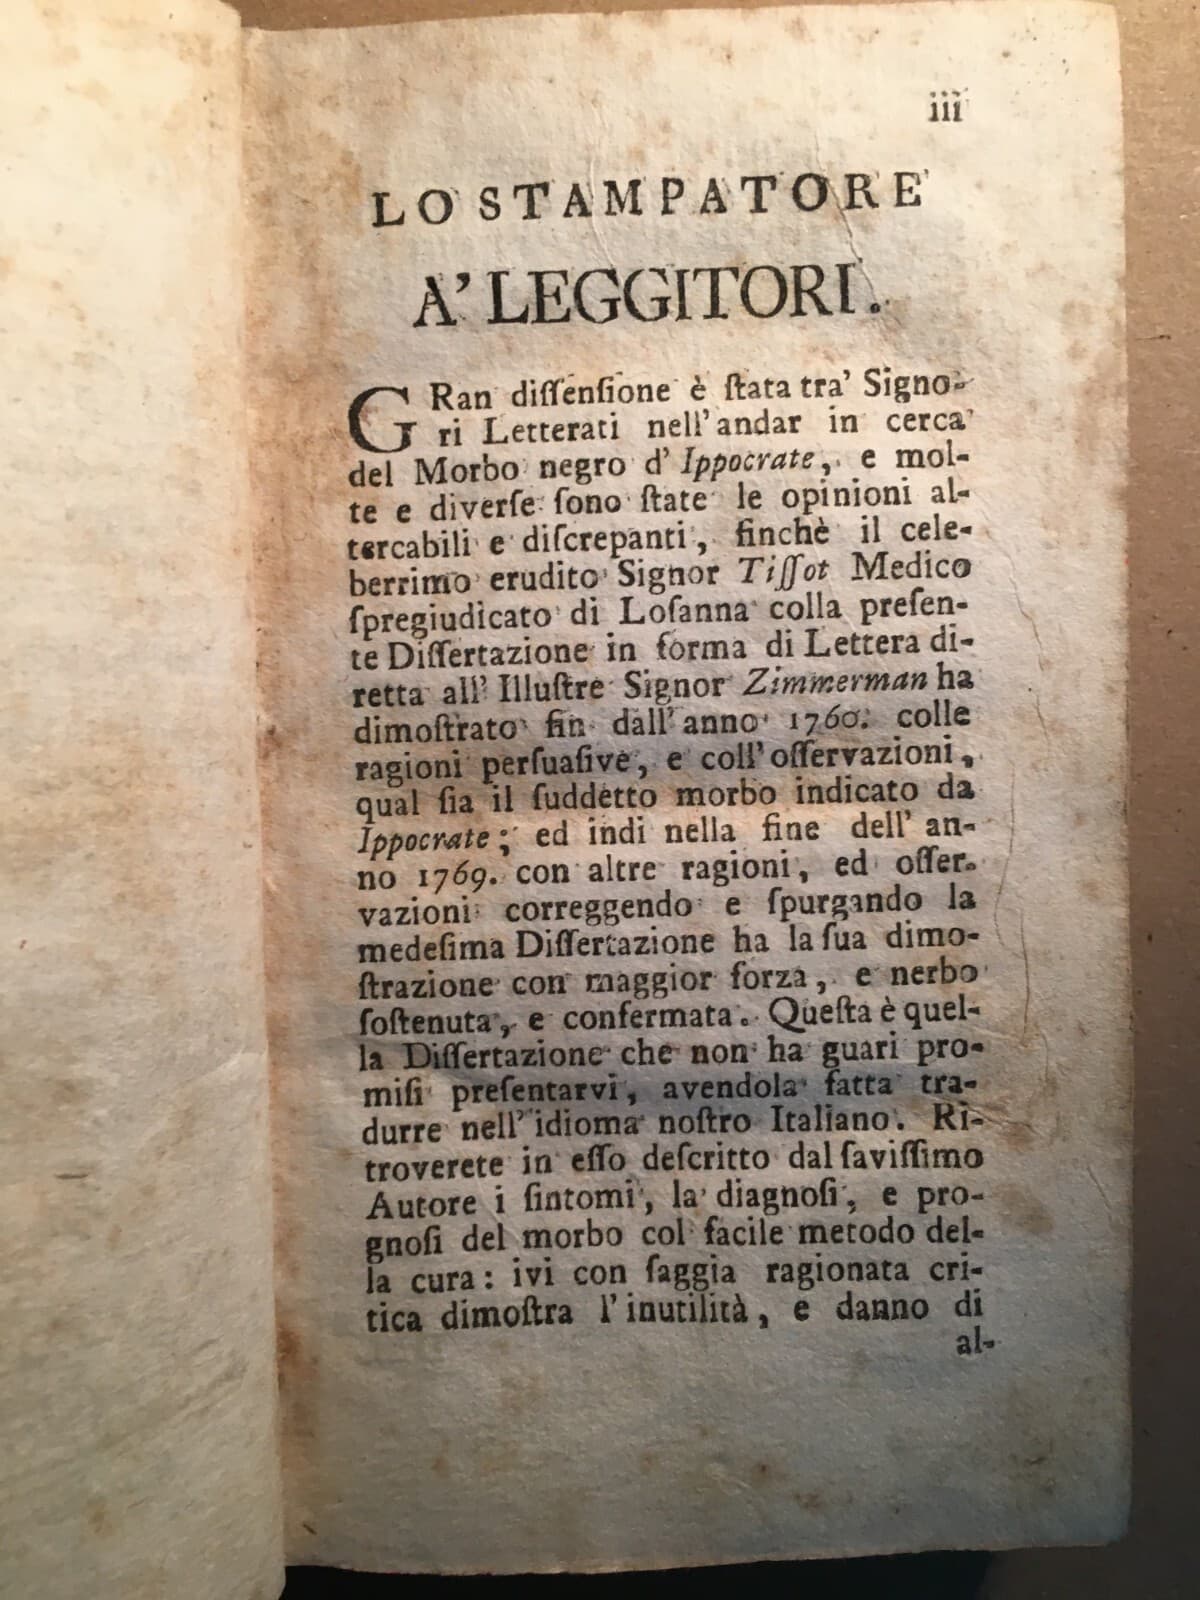 iii
LO STAMPATORE
A' LEGGITORI.
GRan diſſenſione è ſtata tra' Signo-
ri Letterati nell' andar in cerca
del Morbo negro d' Ippocrate, e mol-
te e diverſe ſono ſtate le opinioni al-
tercabili e diſcrepanti, finchè il cele-
berrimo erudito Signor Tiſſot Medico
ſpregiudicato di Loſanna colla preſen-
te Diſſertazione in forma di Lettera di-
retta all' Illuſtre Signor Zimmerman ha
dimoſtrato fin dall' anno 1760. colle
ragioni perſuaſive, e coll' oſſervazioni,
qual ſia il ſuddetto morbo indicato da
Ippocrate; ed indi nella fine dell' an-
no 1769. con altre ragioni, ed oſſer-
vazioni correggendo e ſpurgando la
medeſima Diſſertazione ha la ſua dimo-
ſtrazione con maggior forza, e nerbo
ſoſtenuta, e confermata. Queſta è quel-
la Diſſertazione che non ha guari pro-
miſi preſentarvi, avendola fatta tra-
durre nell' idioma noſtro Italiano. Ri-
troverete in eſſo deſcritto dal ſaviſſimo
Autore i ſintomi, la diagnoſi, e pro-
gnoſi del morbo col facile metodo del-
la cura: ivi con ſaggia ragionata cri-
tica dimoſtra l' inutilità, e danno di
al-